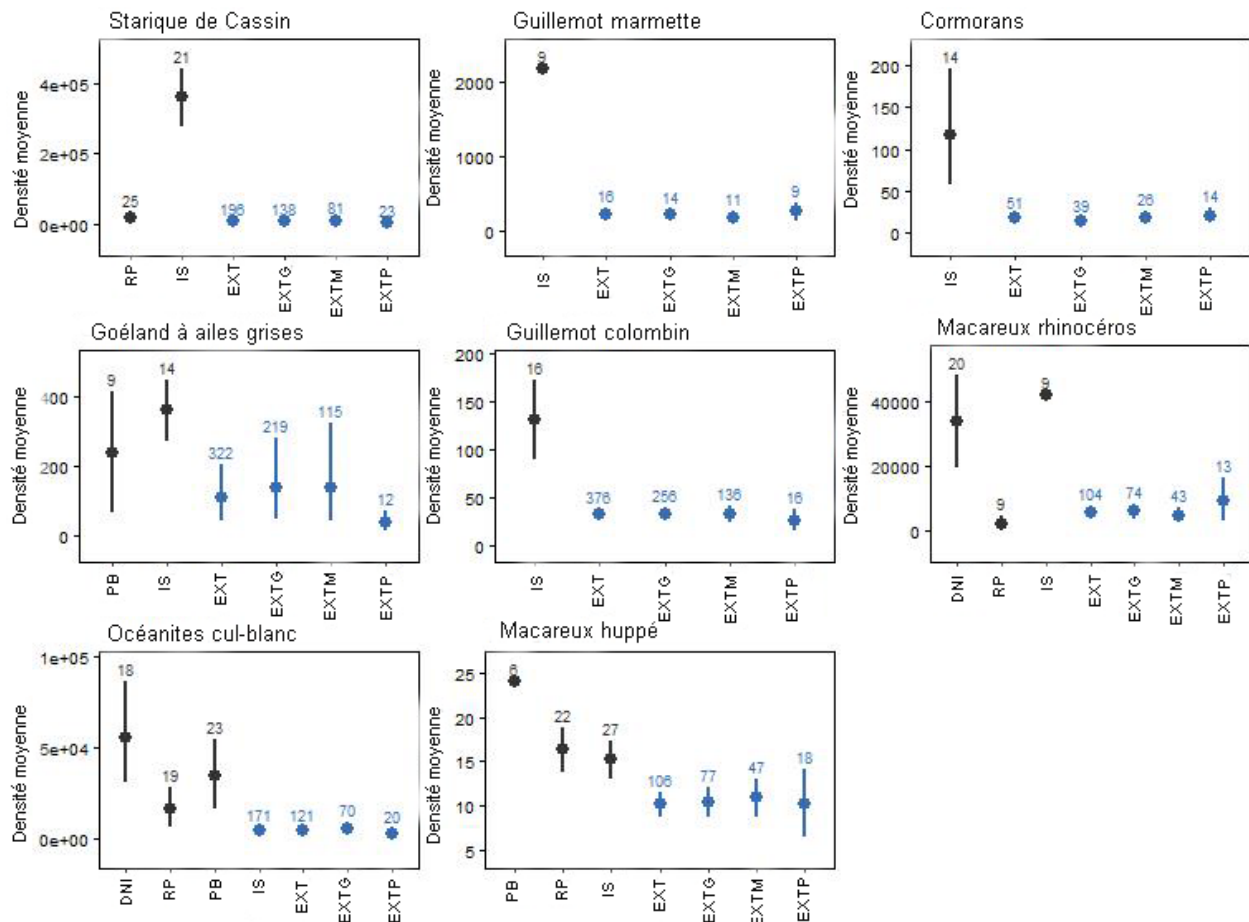 Starique de Cassin
Densité moyenne
4e+05
2e+05
0e+00
25
21
196
138
81
23
RP
IS
EXT
EXTG
EXTM
EXTP
Guillemot marmette
Densité moyenne
2000
1000
0
9
16
14
11
9
IS
EXT
EXTG
EXTM
EXTP
Cormorans
Densité moyenne
200
150
100
50
0
14
51
39
26
14
IS
EXT
EXTG
EXTM
EXTP
Goéland à ailes grises
Densité moyenne
400
200
0
9
14
322
219
115
12
PB
IS
EXT
EXTG
EXTM
EXTP
Guillemot colombin
Densité moyenne
200
150
100
50
0
16
376
256
136
16
IS
EXT
EXTG
EXTM
EXTP
Macareux rhinocéros
Densité moyenne
40000
20000
0
20
9
9
104
74
43
13
DNI
RP
IS
EXT
EXTG
EXTM
EXTP
Océanites cul-blanc
Densité moyenne
1e+05
5e+04
0e+00
18
19
23
171
121
70
20
DNI
RP
PB
IS
EXT
EXTG
EXTP
Macareux huppé
Densité moyenne
25
20
15
10
5
6
22
27
106
77
47
18
PB
RP
IS
EXT
EXTG
EXTM
EXTP